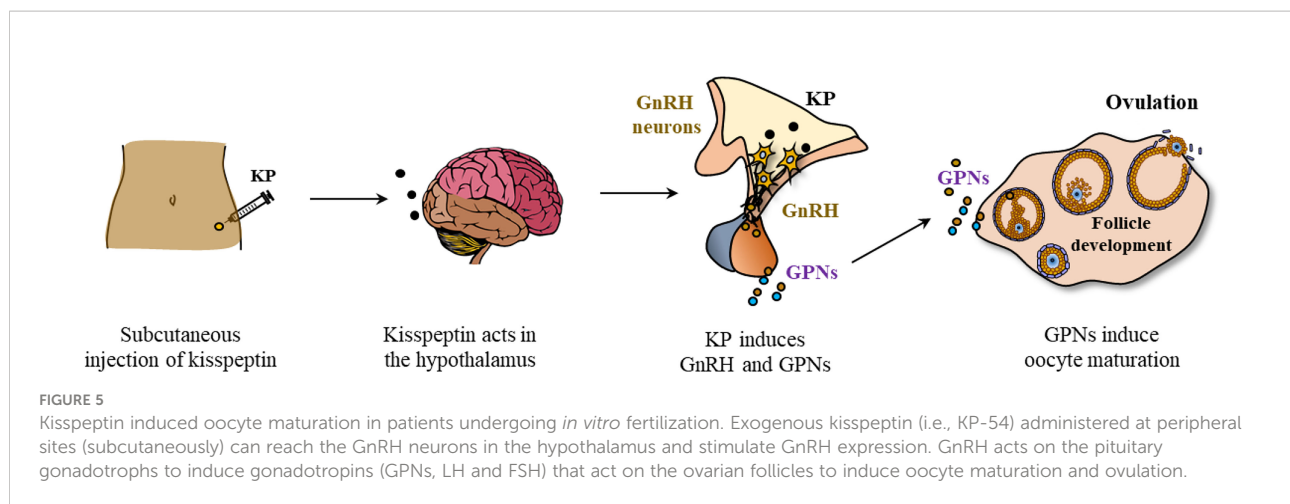 KP
GnRH
neurons
KP
GnRH
GPNs
GPNs
Ovulation
Follicle
development
Subcutaneous
injection of kisspeptin
Kisspeptin acts in
the hypothalamus
KP induces
GnRH and GPNs
GPNs induce
oocyte maturation
FIGURE 5
Kisspeptin induced oocyte maturation in patients undergoing in vitro fertilization. Exogenous kisspeptin (i.e., KP-54) administered at peripheral
sites (subcutaneously) can reach the GnRH neurons in the hypothalamus and stimulate GnRH expression. GnRH acts on the pituitary
gonadotrophs to induce gonadotropins (GPNs, LH and FSH) that act on the ovarian follicles to induce oocyte maturation and ovulation.